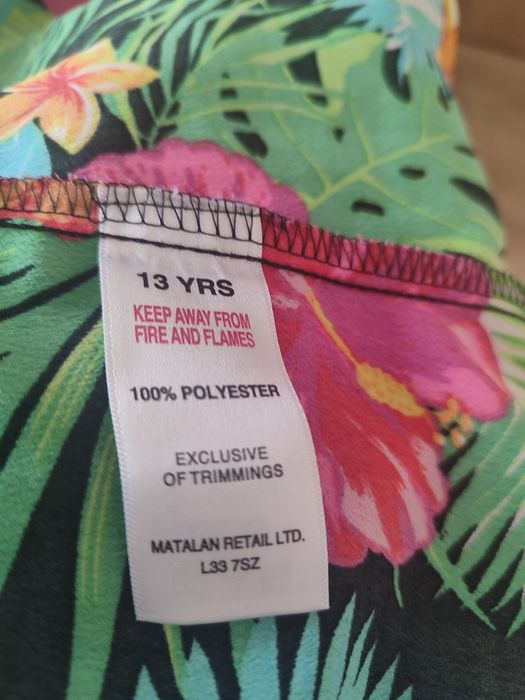 13 YRS
KEEP AWAY FROM
FIRE AND FLAMES
100% POLYESTER
EXCLUSIVE
OF TRIMMINGS
MATALAN RETAIL LTD.
L33 7SZ